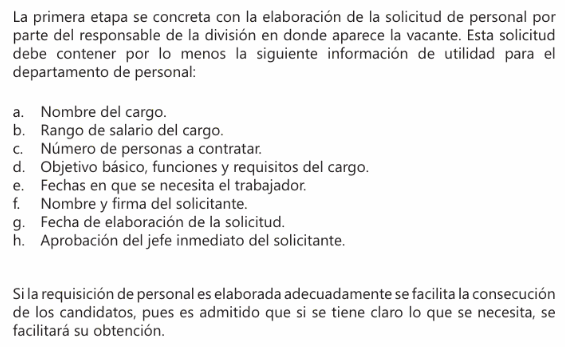 La primera etapa se concreta con la elaboración de la solicitud de personal por
parte del responsable de la división en donde aparece la vacante. Esta solicitud
debe contener por lo menos la siguiente información de utilidad para el
departamento de personal:
a. Nombre del cargo.
b. Rango de salario del cargo.
c. Número de personas a contratar.
d. Objetivo básico, funciones y requisitos del cargo.
e. Fechas en que se necesita el trabajador.
f. Nombre y firma del solicitante.
g. Fecha de elaboración de la solicitud.
h. Aprobación del jefe inmediato del solicitante.
Si la requisición de personal es elaborada adecuadamente se facilita la consecución
de los candidatos, pues es admitido que si se tiene claro lo que se necesita, se
facilitará su obtención.